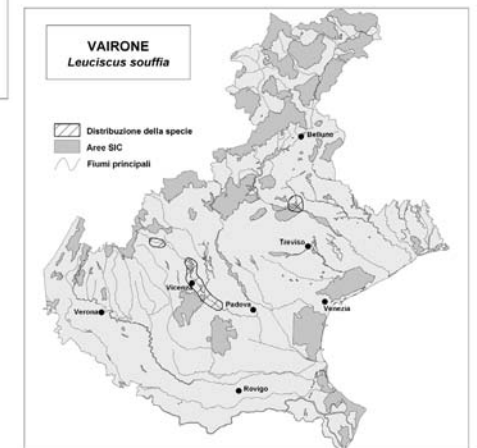 VAIRONE
Leuciscus souffia
Distribuzione della specie
Aree SIC
Fiumi principali
Belluno
Treviso
Vicenza
Padova
Venezia
Verona
Rovigo